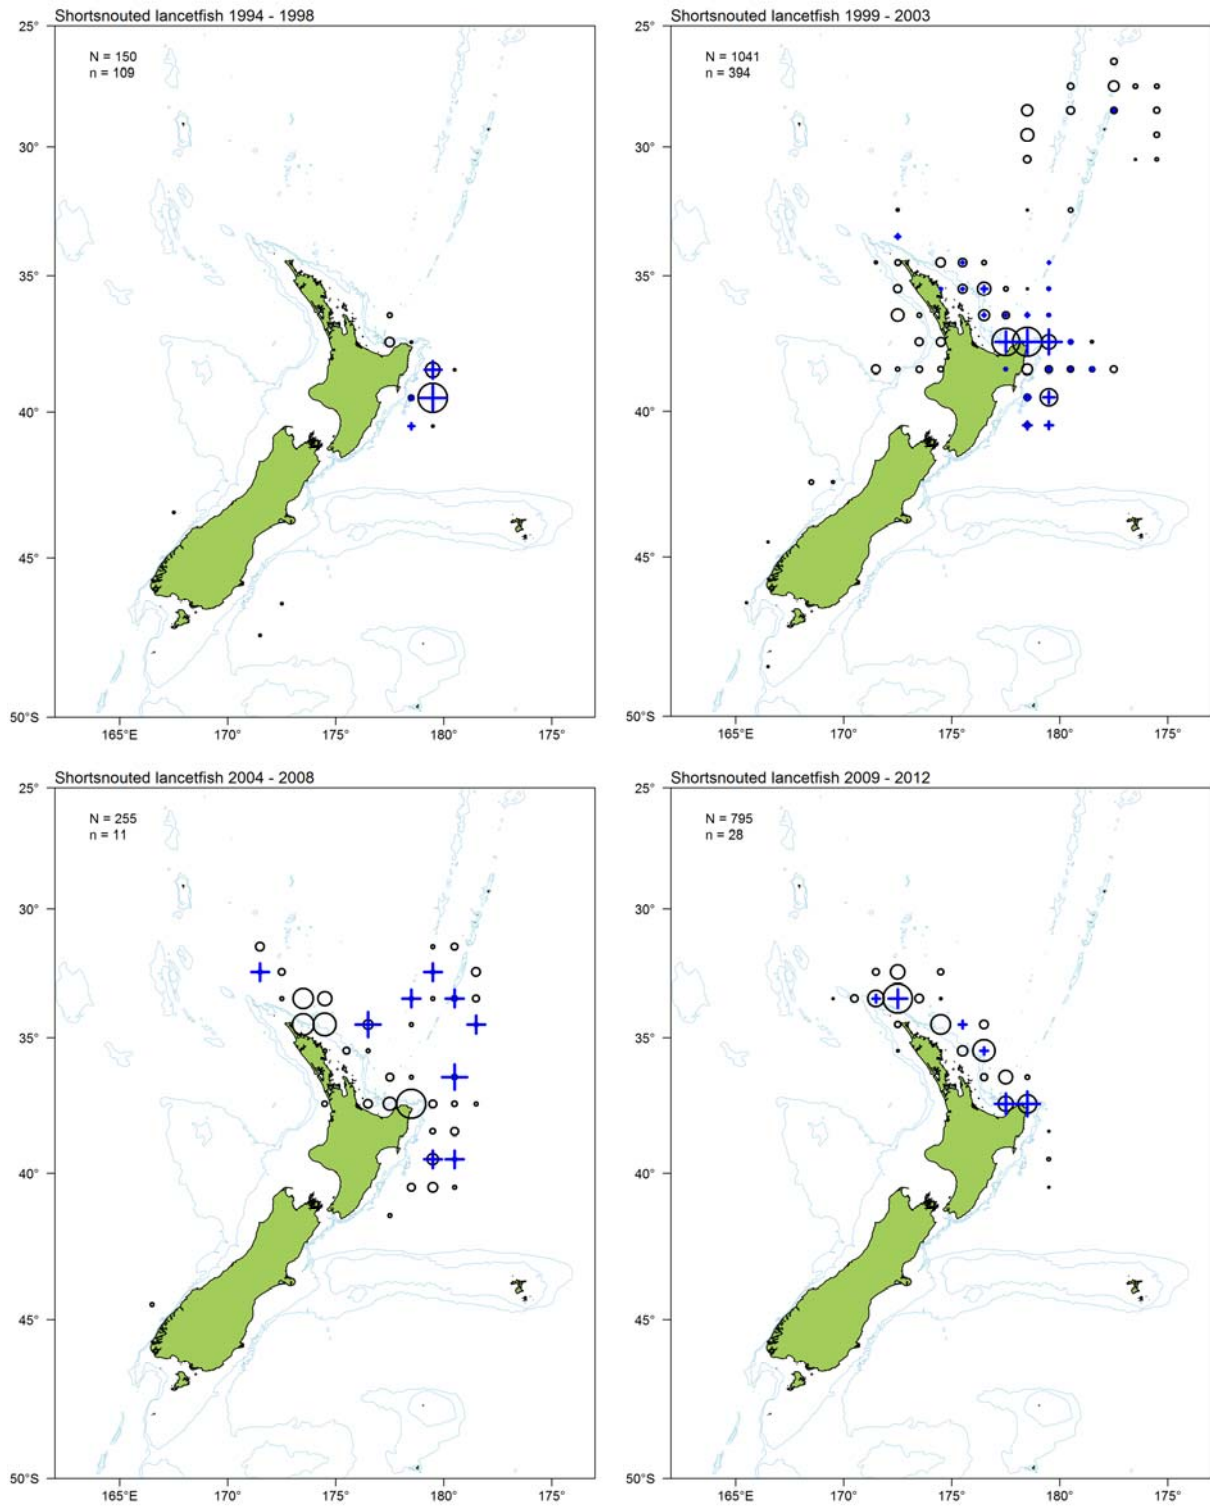 Shortsnouted lancetfish 1994 - 1998
N = 150
n = 109
25°
30°
35°
40°
45°
50°S
165°E
170°
175°
180°
175°
Shortsnouted lancetfish 1999 - 2003
N = 1041
n = 394
25°
30°
35°
40°
45°
50°S
165°E
170°
175°
180°
175°
Shortsnouted lancetfish 2004 - 2008
N = 255
n = 11
25°
30°
35°
40°
45°
50°S
165°E
170°
175°
180°
175°
Shortsnouted lancetfish 2009 - 2012
N = 795
n = 28
25°
30°
35°
40°
45°
50°S
165°E
170°
175°
180°
175°